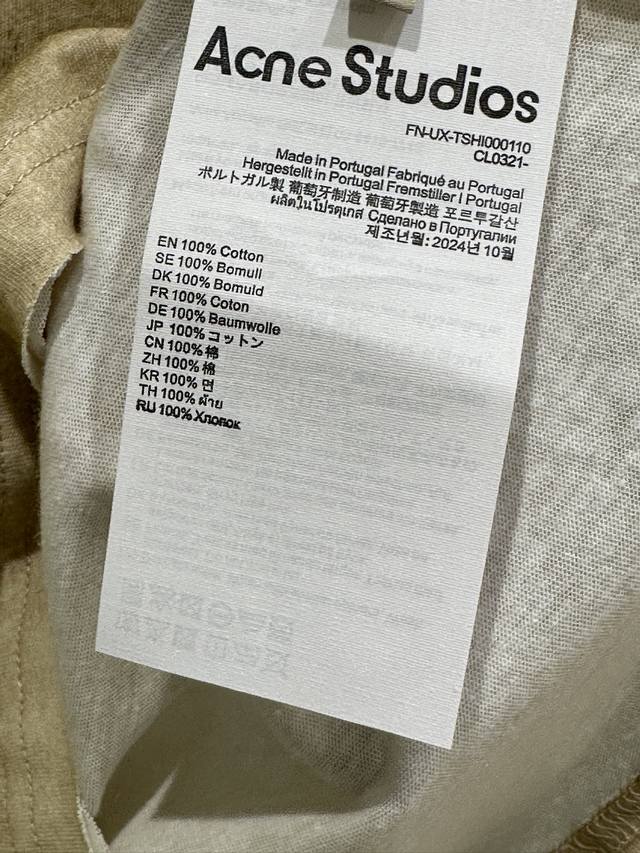 Acne Studios
FN-UX-TSHI000110
CL0321-
Made in Portugal Fabriqué au Portugal
Hergestellt in Portugal Fremstiller I Portugal
ポルトガル製 葡萄牙制造 葡萄牙製造 포르투갈산
ผลิตในโปรตุเกส Сделано в Португалии
제조년월: 2024년 10월
EN 100% Cotton
SE 100% Bomull
DK 100% Bomuld
FR 100% Coton
DE 100% Baumwolle
JP 100% コットン
CN 100% 棉
ZH 100% 棉
KR 100% 면
TH 100% ฝ้าย
RU 100% Хлопок